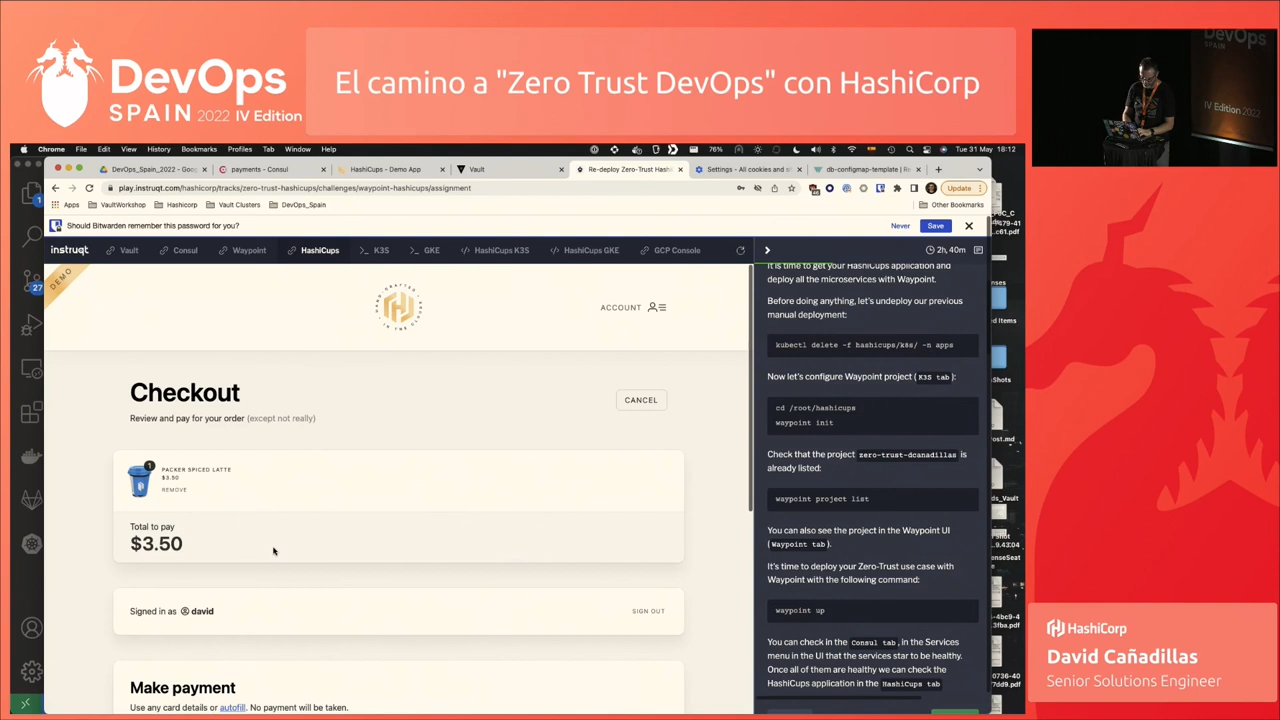 DevOps
SPAIN 2022 IV Edition
El camino a "Zero Trust DevOps" con HashiCorp
DevOps
SPAIN
IV Edition 2022
Chrome File Edit View History Bookmarks Profiles Tab Window Help
76%
Tue 31 May 18:12
DevOps_Spain_2022 - Goog
payments - Consul
HashiCups - Demo App
Vault
Re-deploy Zero-Trust Hashi
Settings - All cookies and s
db-configmap-template | Re
play.instruqt.com/hashicorp/tracks/zero-trust-hashicups/challenges/waypoint-hashicups/assignment
Update
Apps VaultWorkshop Hashicorp Vault Clusters DevOps_Spain
Other Bookmarks
Should Bitwarden remember this password for you?
Never Save
instruqt Vault Consul Waypoint HashiCups K3S GKE HashiCups K3S HashiCups GKE GCP Console
2h, 40m
DEMO
ACCOUNT
Checkout
Review and pay for your order (except not really)
CANCEL
1
PACKER SPICED LATTE
$3.50
REMOVE
Total to pay
$3.50
Signed in as david
SIGN OUT
Make payment
Use any card details or autofill. No payment will be taken.
It is time to get your HashiCups application and
deploy all the microservices with Waypoint.
Before doing anything, let's undeploy our previous
manual deployment:
kubectl delete -f hashicups/k8s/ -n apps
Now let's configure Waypoint project ( K3S tab ):
cd /root/hashicups
waypoint init
Check that the project zero-trust-dcanadillas is
already listed:
waypoint project list
You can also see the project in the Waypoint UI
( Waypoint tab ).
It's time to deploy your Zero-Trust use case with
Waypoint with the following command:
waypoint up
You can check in the Consul tab , in the Services
menu in the UI that the services star to be healthy.
Once all of them are healthy we can check the
HashiCups application in the HashiCups tab
27
HashiCorp
David Cañadillas
Senior Solutions Engineer